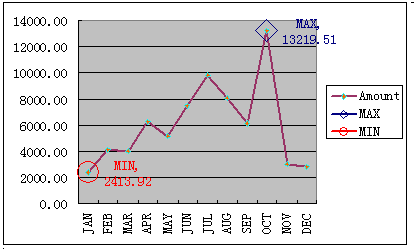 14000.00
12000.00
10000.00
8000.00
6000.00
4000.00
2000.00
0.00
MAX,
13219.51
MIN,
2413.92
JAN
FEB
MAR
APR
MAY
JUN
JUL
AUG
SEP
OCT
NOV
DEC
Amount
MAX
MIN